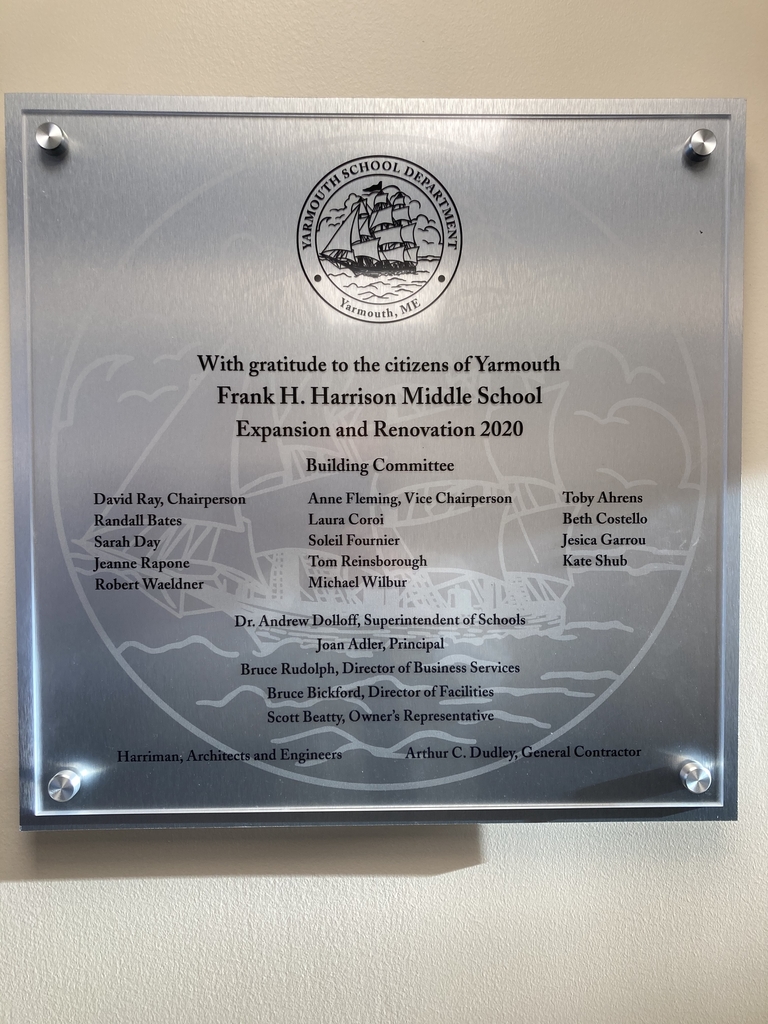 YARMOUTH SCHOOL DEPARTMENT
Yarmouth, ME
With gratitude to the citizens of Yarmouth
Frank H. Harrison Middle School
Expansion and Renovation 2020
Building Committee
David Ray, Chairperson Anne Fleming, Vice Chairperson Toby Ahrens
Randall Bates Laura Coroi Beth Costello
Sarah Day Soleil Fournier Jesica Garrou
Jeanne Rapone Tom Reinsborough Kate Shub
Robert Waeldner Michael Wilbur
Dr. Andrew Dolloff, Superintendent of Schools
Joan Adler, Principal
Bruce Rudolph, Director of Business Services
Bruce Bickford, Director of Facilities
Scott Beatty, Owner's Representative
Harriman, Architects and Engineers Arthur C. Dudley, General Contractor